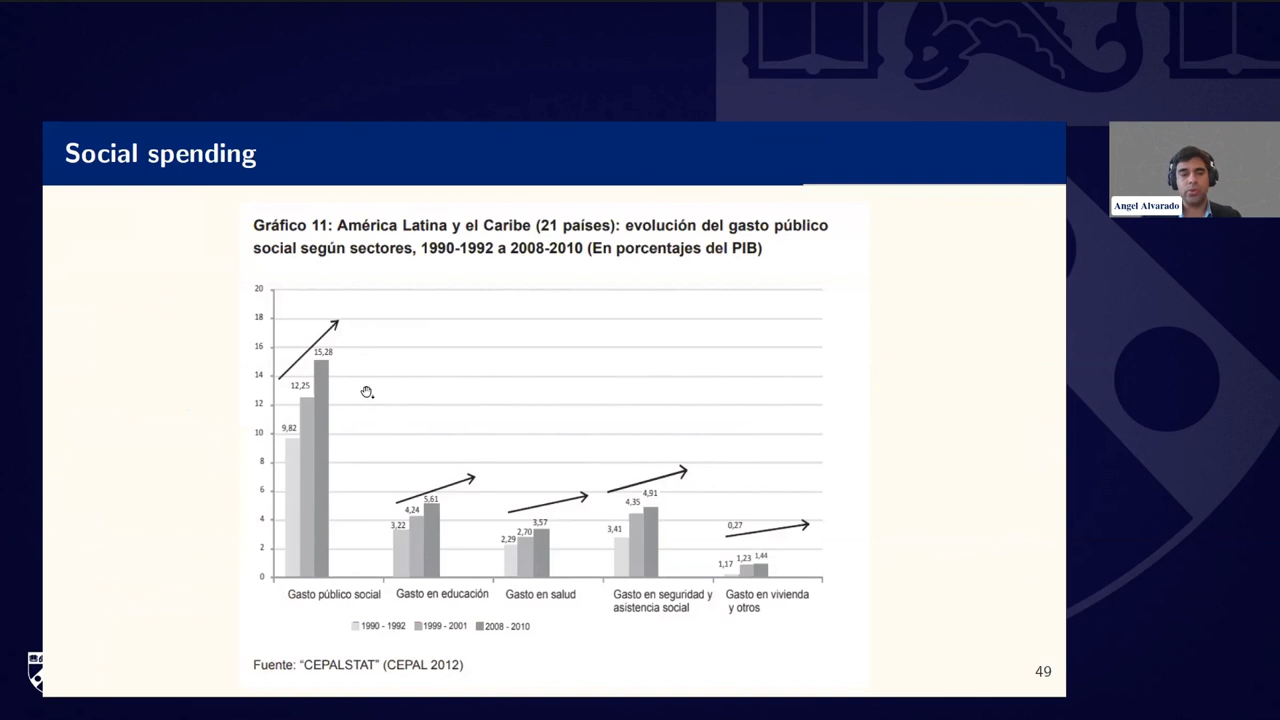 Social spending
Angel Alvarado
Gráfico 11: América Latina y el Caribe (21 países): evolución del gasto público
social según sectores, 1990-1992 a 2008-2010 (En porcentajes del PIB)
20
18
16
14
12
10
8
6
4
2
0
9,82
12,25
15,28
3,22
4,24
5,61
2,29
2,70
3,57
3,41
4,35
4,91
0,27
1,17
1,23
1,44
Gasto público social
Gasto en educación
Gasto en salud
Gasto en seguridad y
asistencia social
Gasto en vivienda
y otros
1990 - 1992
1999 - 2001
2008 - 2010
Fuente: “CEPALSTAT” (CEPAL 2012)
49